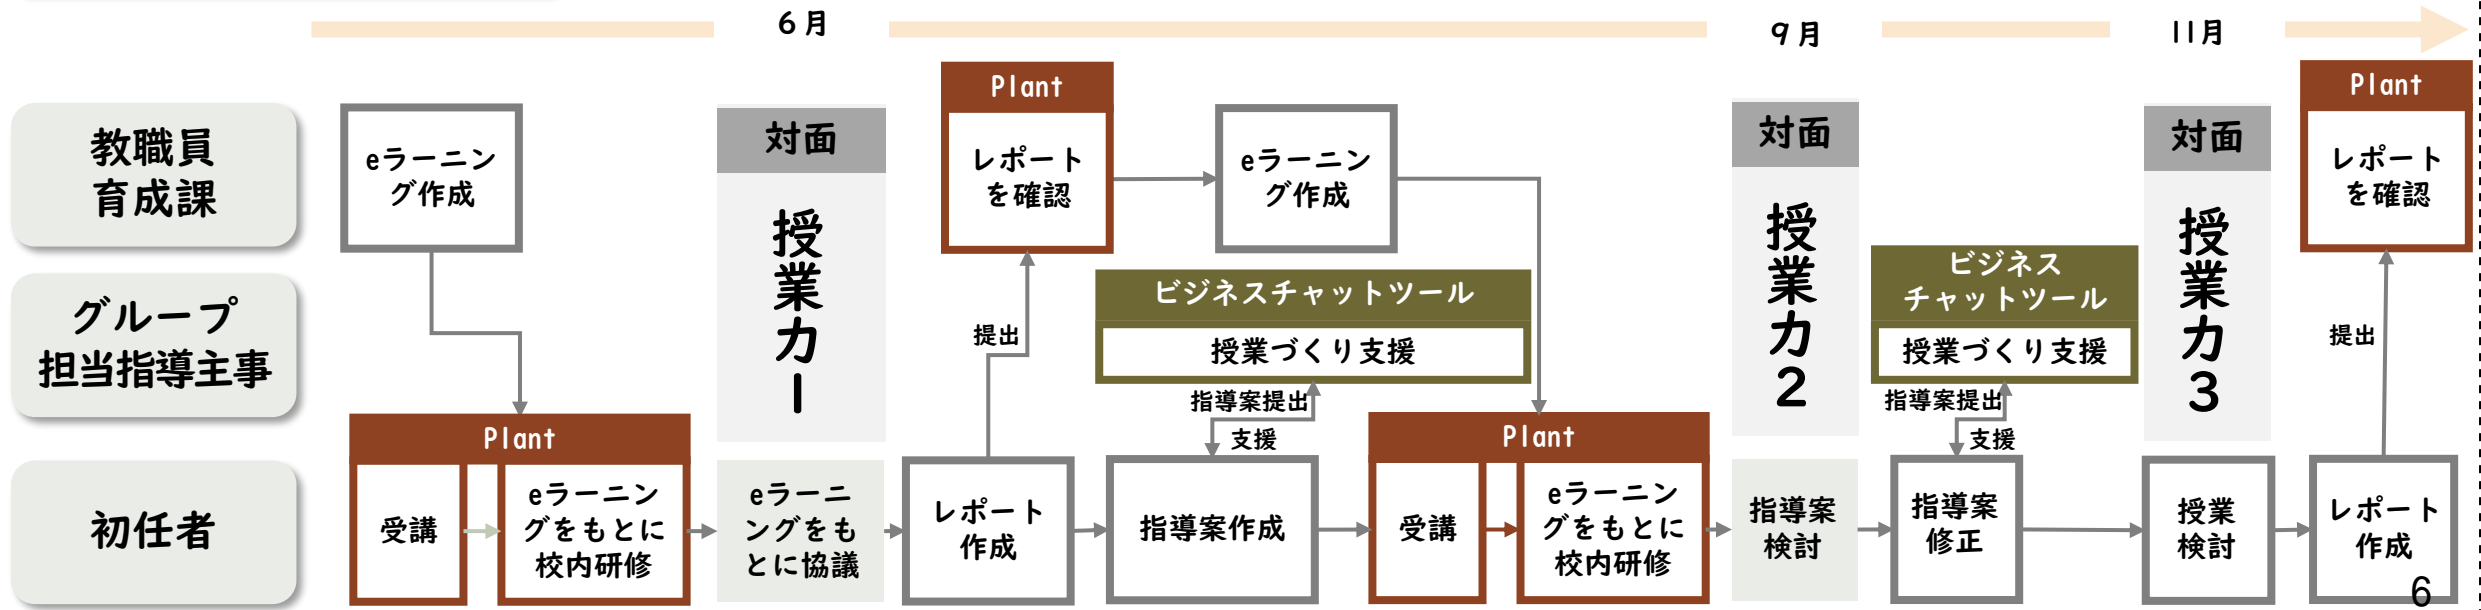 6月
9月
11月
教職員
育成課
eラーニン
グ作成
対面
授業力1
Plant
レポート
を確認
eラーニン
グ作成
対面
授業力2
対面
授業力3
Plant
レポート
を確認
グループ
担当指導主事
提出
ビジネスチャットツール
授業づくり支援
指導案提出
支援
ビジネス
チャットツール
授業づくり支援
指導案提出
支援
提出
初任者
Plant
受講
eラーニン
グをもとに
校内研修
eラーニ
ングをも
とに協議
レポート
作成
指導案作成
Plant
受講
eラーニン
グをもとに
校内研修
指導案
検討
指導案
修正
授業
検討
レポート
作成
6